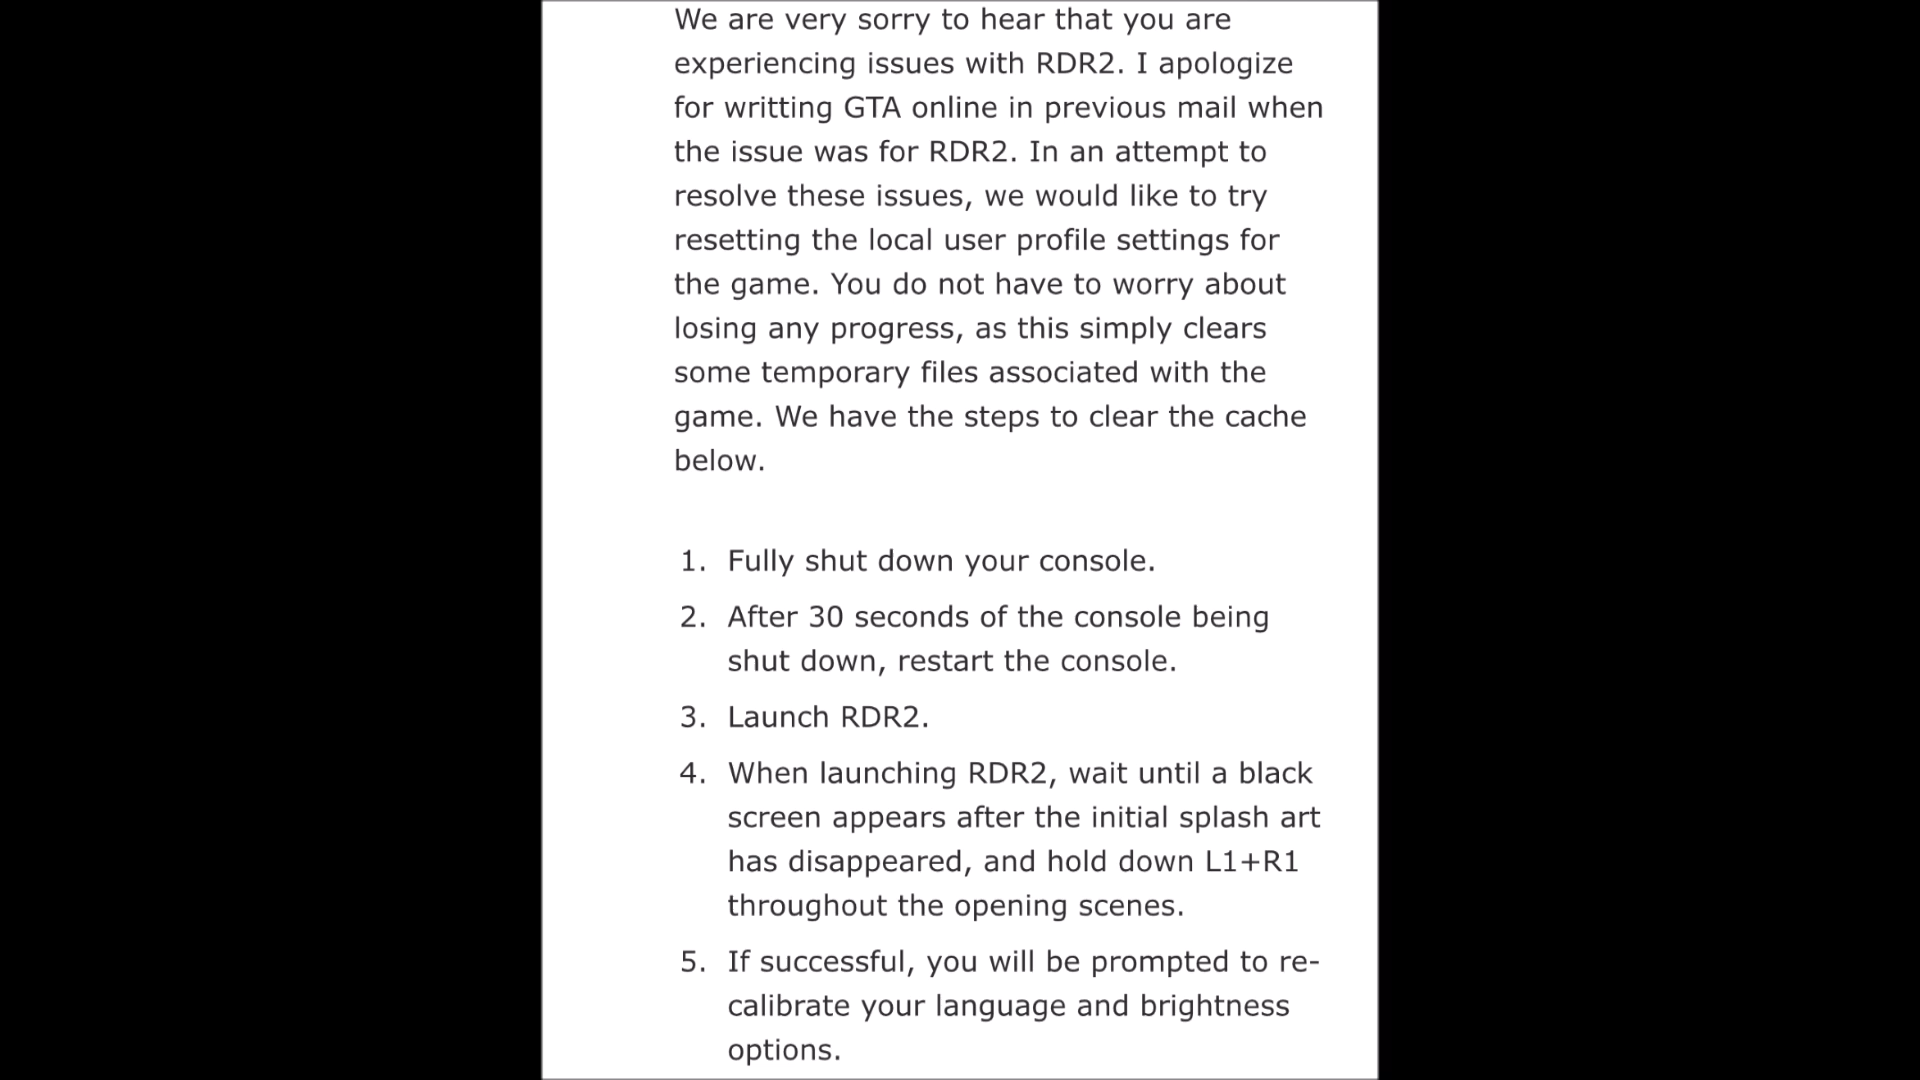 We are very sorry to hear that you are
experiencing issues with RDR2. I apologize
for writting GTA online in previous mail when
the issue was for RDR2. In an attempt to
resolve these issues, we would like to try
resetting the local user profile settings for
the game. You do not have to worry about
losing any progress, as this simply clears
some temporary files associated with the
game. We have the steps to clear the cache
below.
1. Fully shut down your console.
2. After 30 seconds of the console being
shut down, restart the console.
3. Launch RDR2.
4. When launching RDR2, wait until a black
screen appears after the initial splash art
has disappeared, and hold down L1+R1
throughout the opening scenes.
5. If successful, you will be prompted to re-
calibrate your language and brightness
options.